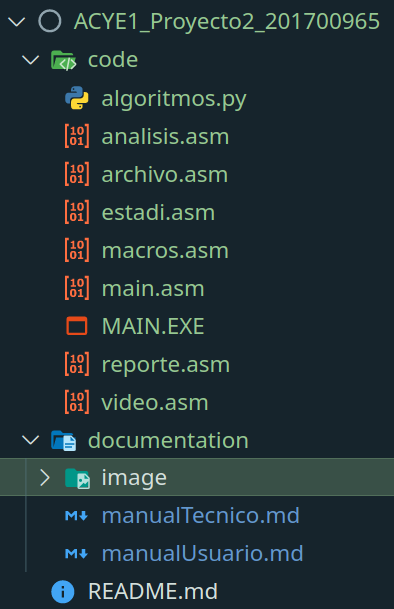 ACYE1_Proyecto2_201700965
code
algoritmos.py
analisis.asm
archivo.asm
estadi.asm
macros.asm
main.asm
MAIN.EXE
reporte.asm
video.asm
documentation
image
manualTecnico.md
manualUsuario.md
README.md